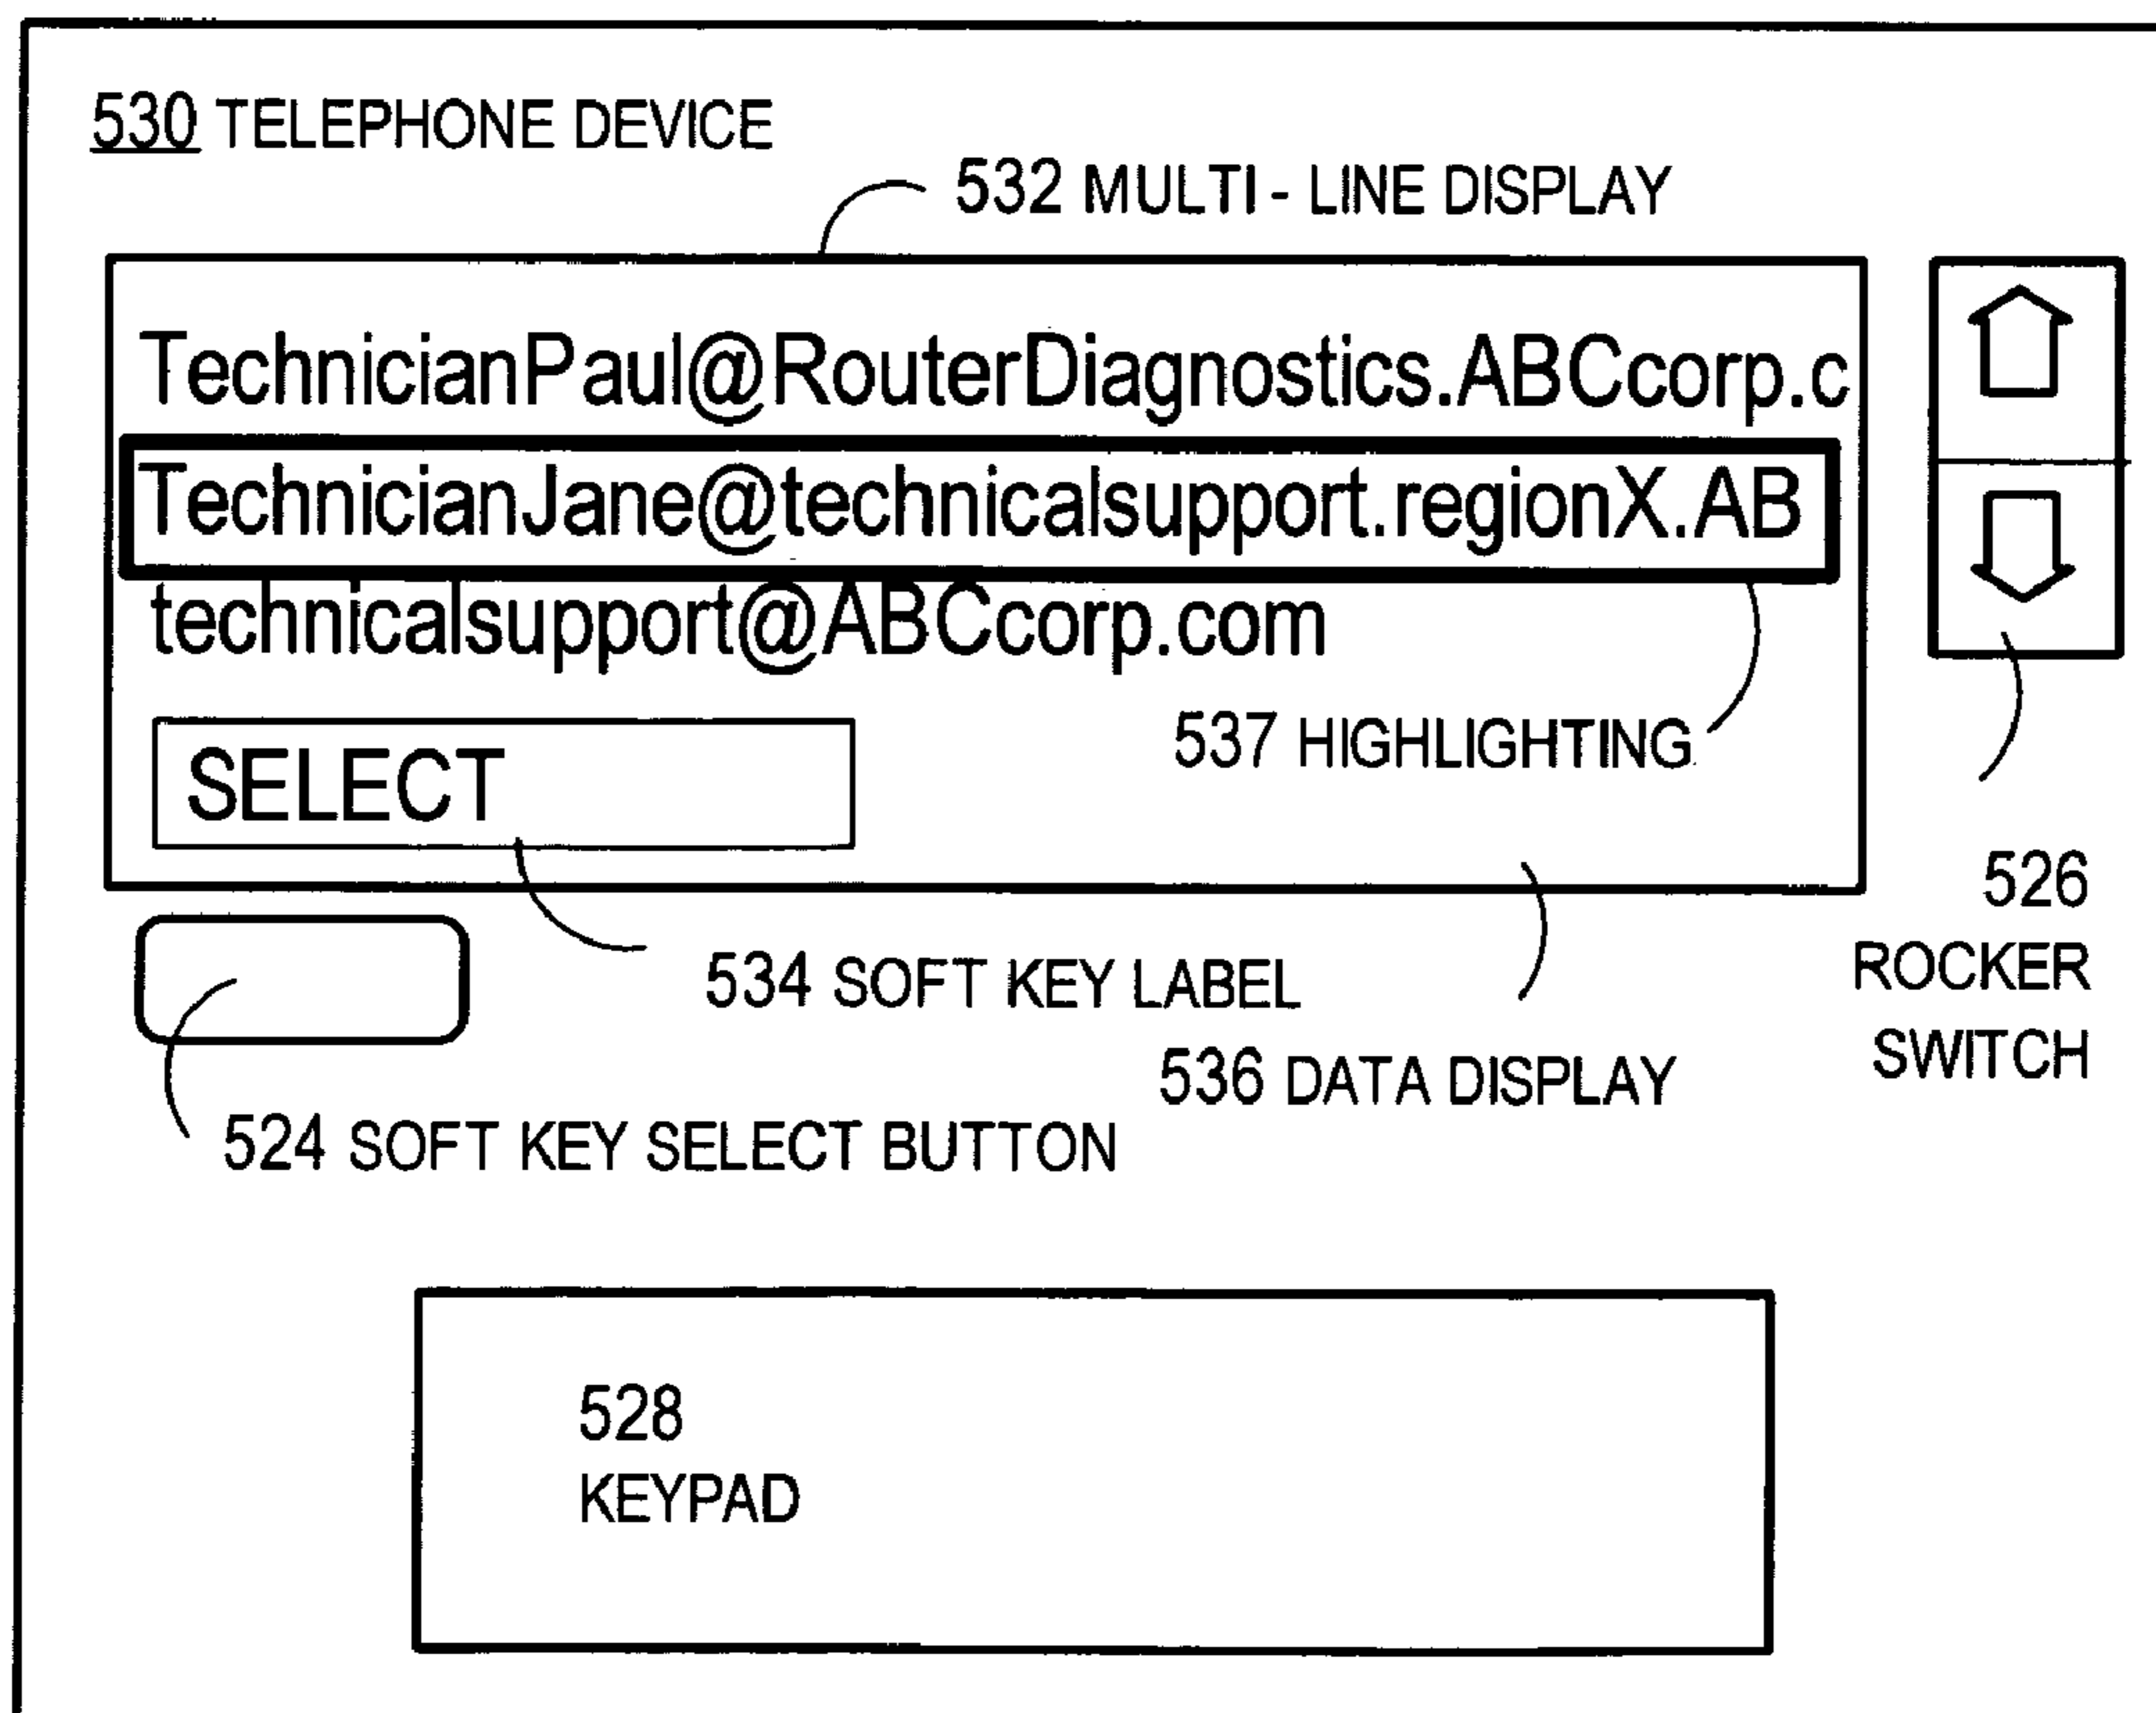 530 TELEPHONE DEVICE
532 MULTI - LINE DISPLAY
TechnicianPaul@RouterDiagnostics.ABCcorp.c
TechnicianJane@technicalsupport.regionX.AB
technicalsupport@ABCcorp.com
537 HIGHLIGHTING
SELECT
526
ROCKER
SWITCH
534 SOFT KEY LABEL
536 DATA DISPLAY
524 SOFT KEY SELECT BUTTON
528
KEYPAD